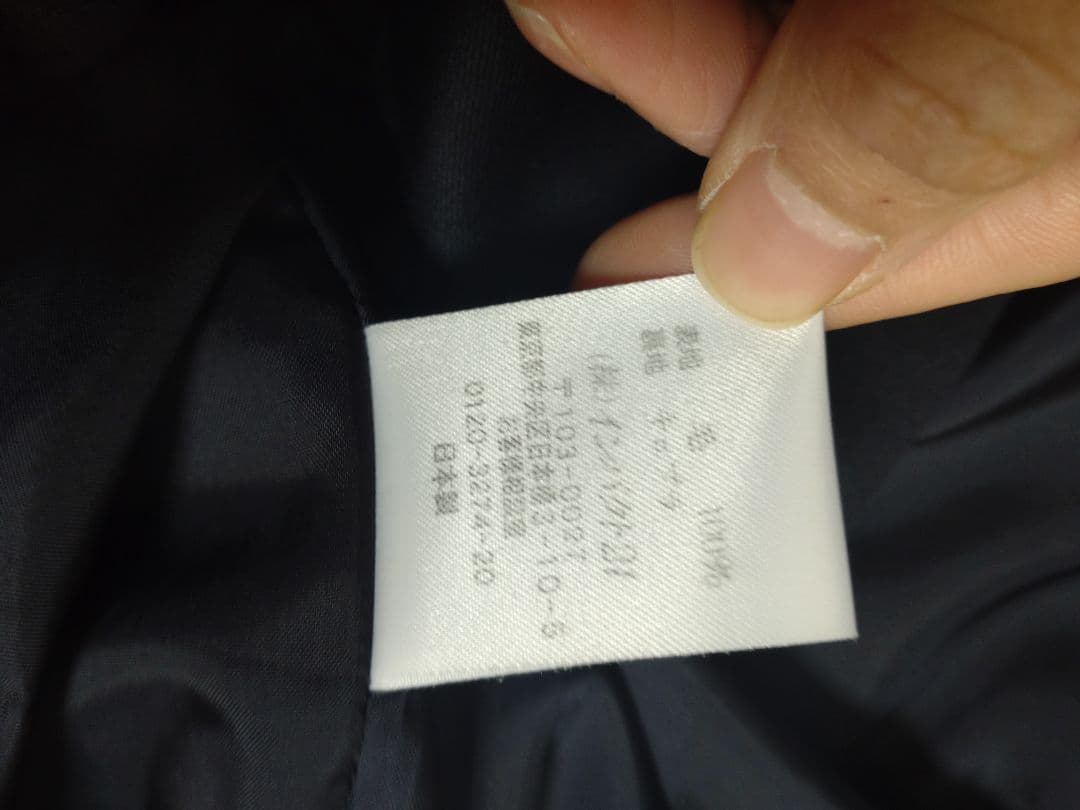 表地 毛 100%
裏地 キュプラ
(株)インパクト21
〒103-0027
東京都中央区日本橋3-10-5
お客様相談室
0120-3274-20
日本製